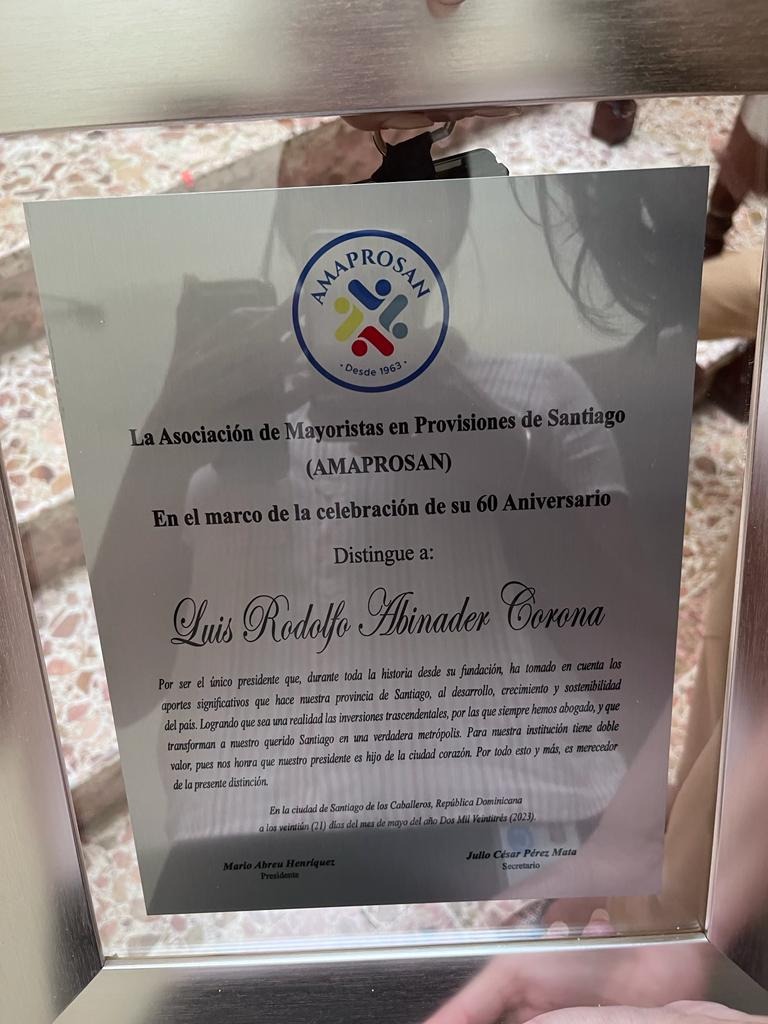 AMAPROSAN
· Desde 1963 ·
La Asociación de Mayoristas en Provisiones de Santiago
(AMAPROSAN)
En el marco de la celebración de su 60 Aniversario
Distingue a:
Luis Rodolfo Abinader Corona
Por ser el único presidente que, durante toda la historia desde su fundación, ha tomado en cuenta los
aportes significativos que hace nuestra provincia de Santiago, al desarrollo, crecimiento y sostenibilidad
del país. Logrando que sea una realidad las inversiones trascendentales, por las que siempre hemos abogado, y que
transforman a nuestro querido Santiago en una verdadera metrópolis. Para nuestra institución tiene doble
valor, pues nos honra que nuestro presidente es hijo de la ciudad corazón. Por todo esto y más, es merecedor
de la presente distinción.
En la ciudad de Santiago de los Caballeros, República Dominicana
a los veintiún (21) días del mes de mayo del año Dos Mil Veintitrés (2023).
Mario Abreu Henríquez
Presidente
Julio César Pérez Mata
Secretario